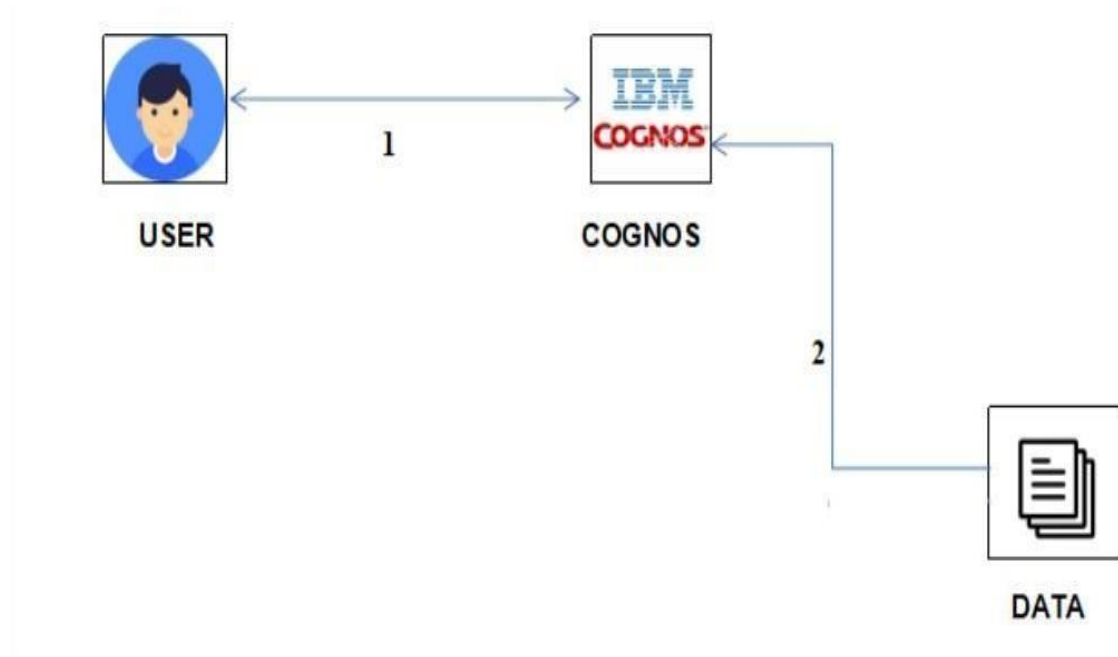 IBM
COGNOS
1
USER
COGNOS
2
DATA